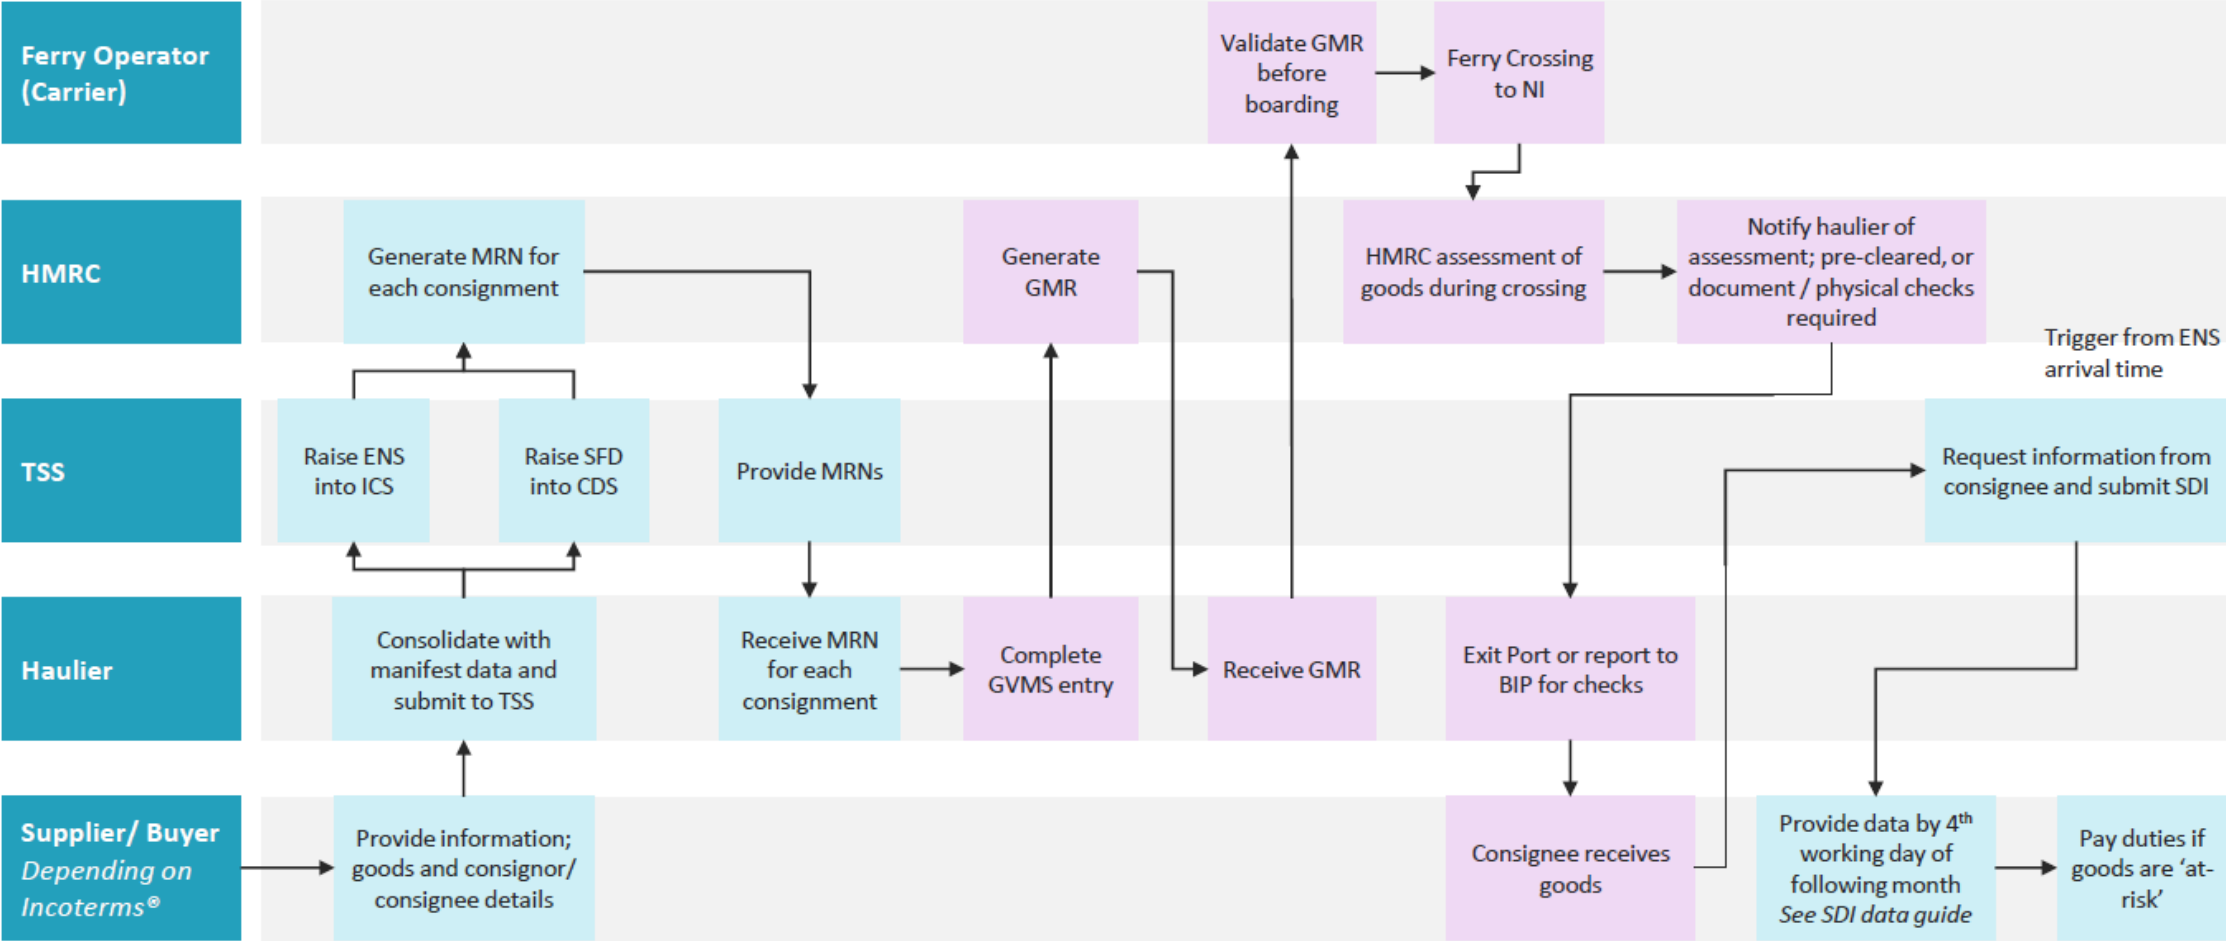 Ferry Operator
(Carrier)
Validate GMR
before
boarding
Ferry Crossing
to NI
HMRC
Generate MRN for
each consignment
Generate
GMR
HMRC assessment of
goods during crossing
Notify haulier of
assessment; pre-cleared, or
document / physical checks
required
Trigger from ENS
arrival time
TSS
Raise ENS
into ICS
Raise SFD
into CDS
Provide MRNs
Request information from
consignee and submit SDI
Haulier
Consolidate with
manifest data and
submit to TSS
Receive MRN
for each
consignment
Complete
GVMS entry
Receive GMR
Exit Port or report to
BIP for checks
Supplier/ Buyer
Depending on
Incoterms®
Provide information;
goods and consignor/
consignee details
Consignee receives
goods
Provide data by 4th
working day of
following month
See SDI data guide
Pay duties if
goods are ‘at-
risk’